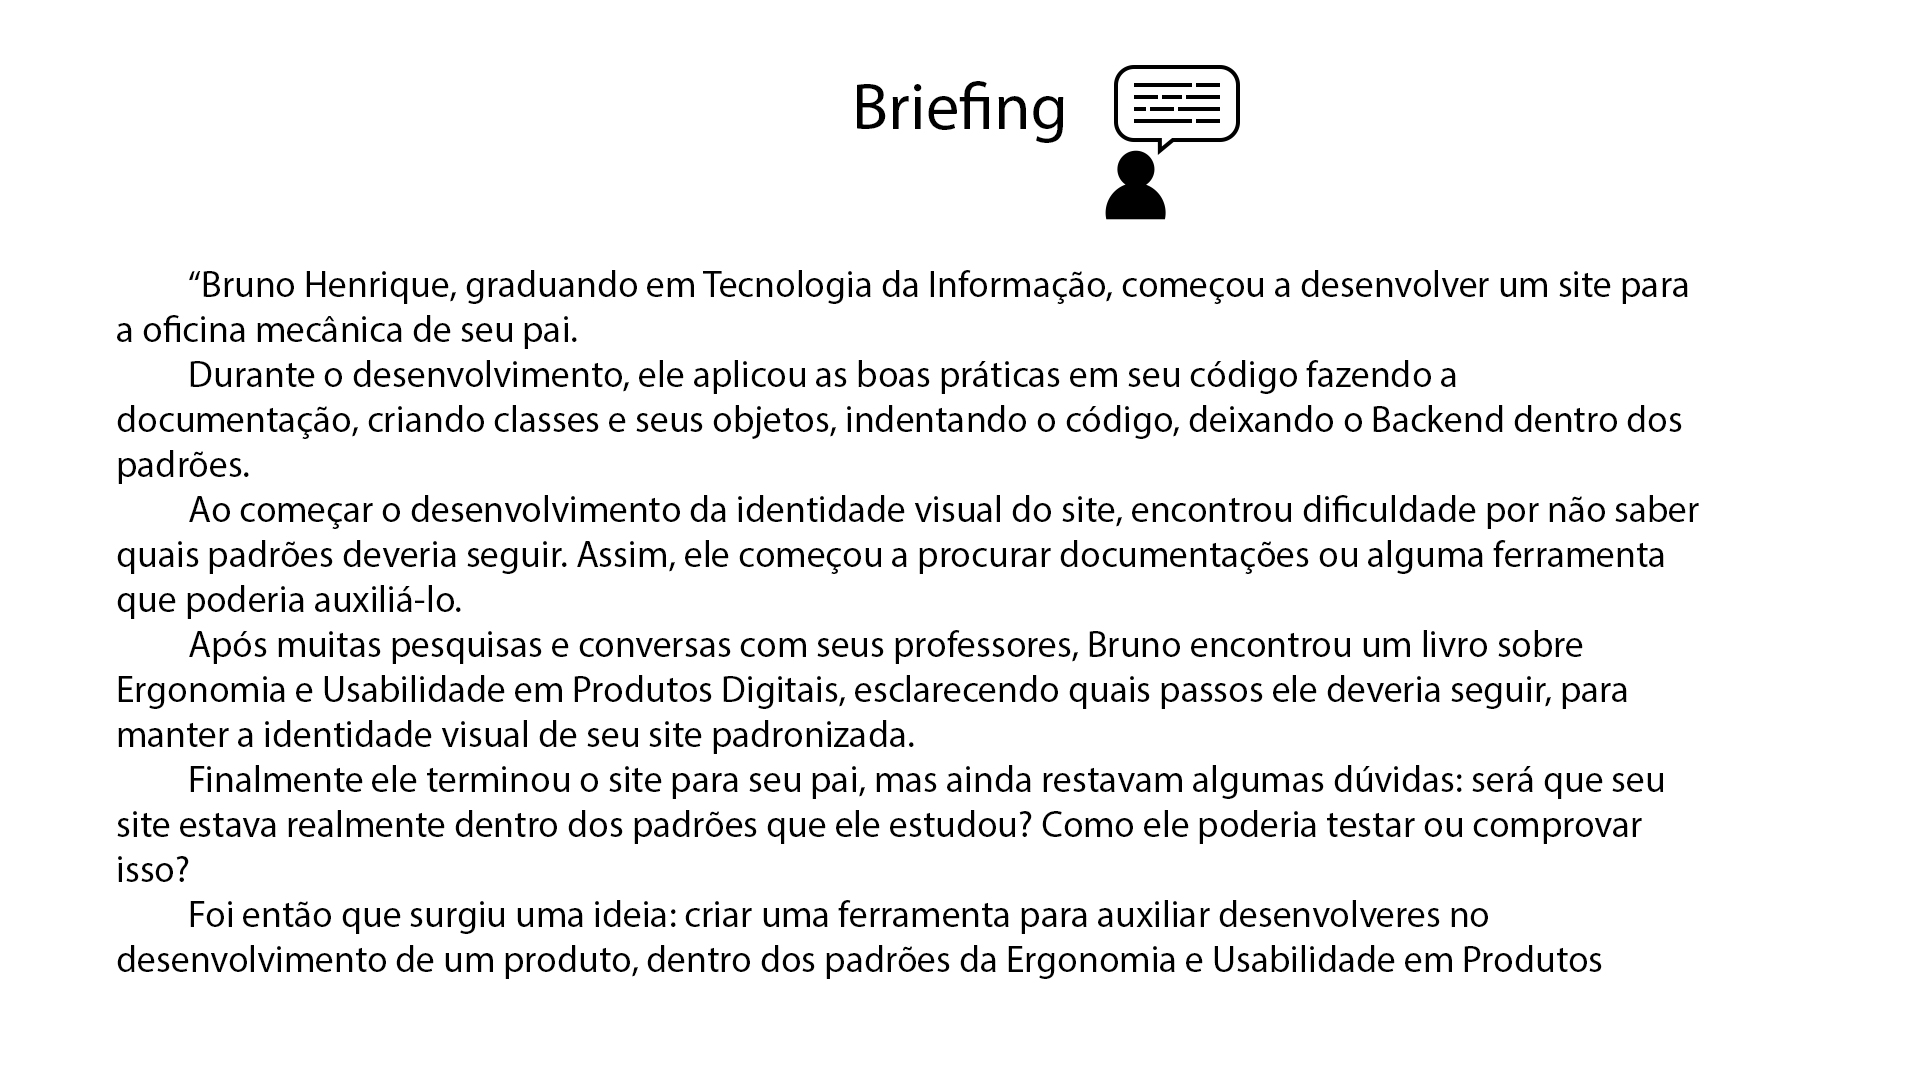 Briefing
“Bruno Henrique, graduando em Tecnologia da Informação, começou a desenvolver um site para
a oficina mecânica de seu pai.
Durante o desenvolvimento, ele aplicou as boas práticas em seu código fazendo a
documentação, criando classes e seus objetos, indentando o código, deixando o Backend dentro dos
padrões.
Ao começar o desenvolvimento da identidade visual do site, encontrou dificuldade por não saber
quais padrões deveria seguir. Assim, ele começou a procurar documentações ou alguma ferramenta
que poderia auxiliá-lo.
Após muitas pesquisas e conversas com seus professores, Bruno encontrou um livro sobre
Ergonomia e Usabilidade em Produtos Digitais, esclarecendo quais passos ele deveria seguir, para
manter a identidade visual de seu site padronizada.
Finalmente ele terminou o site para seu pai, mas ainda restavam algumas dúvidas: será que seu
site estava realmente dentro dos padrões que ele estudou? Como ele poderia testar ou comprovar
isso?
Foi então que surgiu uma ideia: criar uma ferramenta para auxiliar desenvolveres no
desenvolvimento de um produto, dentro dos padrões da Ergonomia e Usabilidade em Produtos